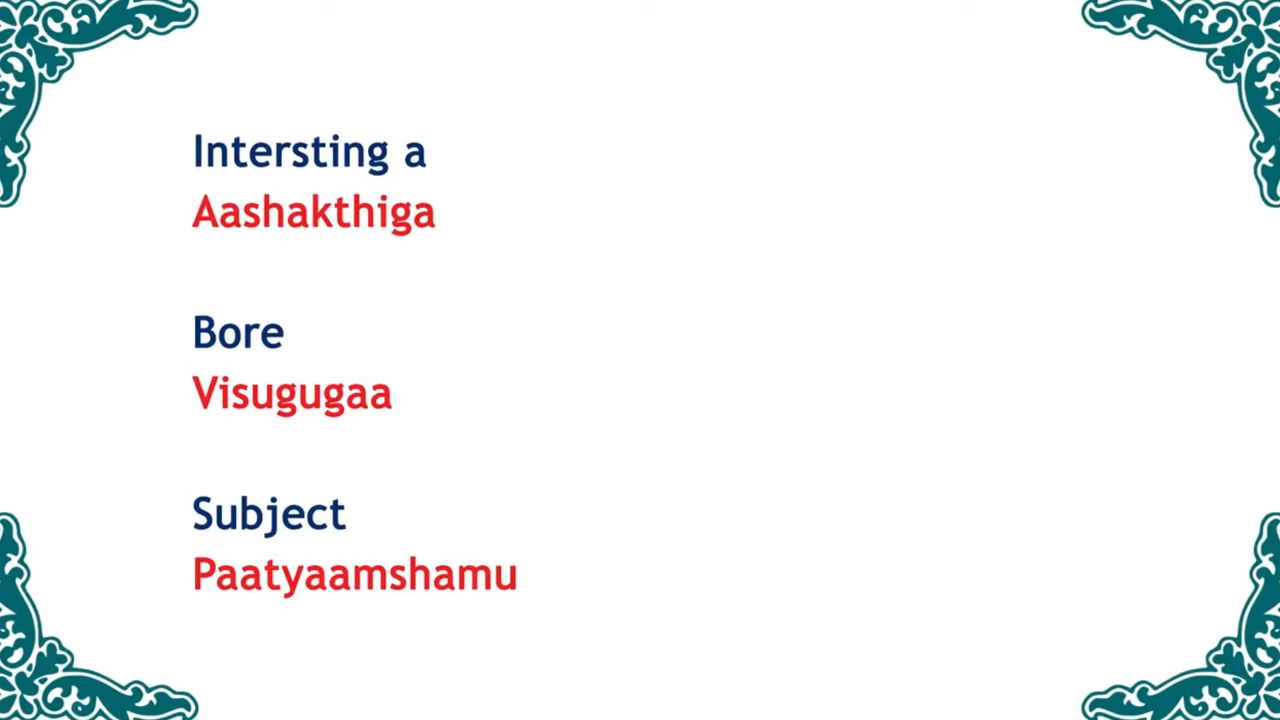 Intersting a
Aashakthiga
Bore
Visugugaa
Subject
Paatyaamshamu